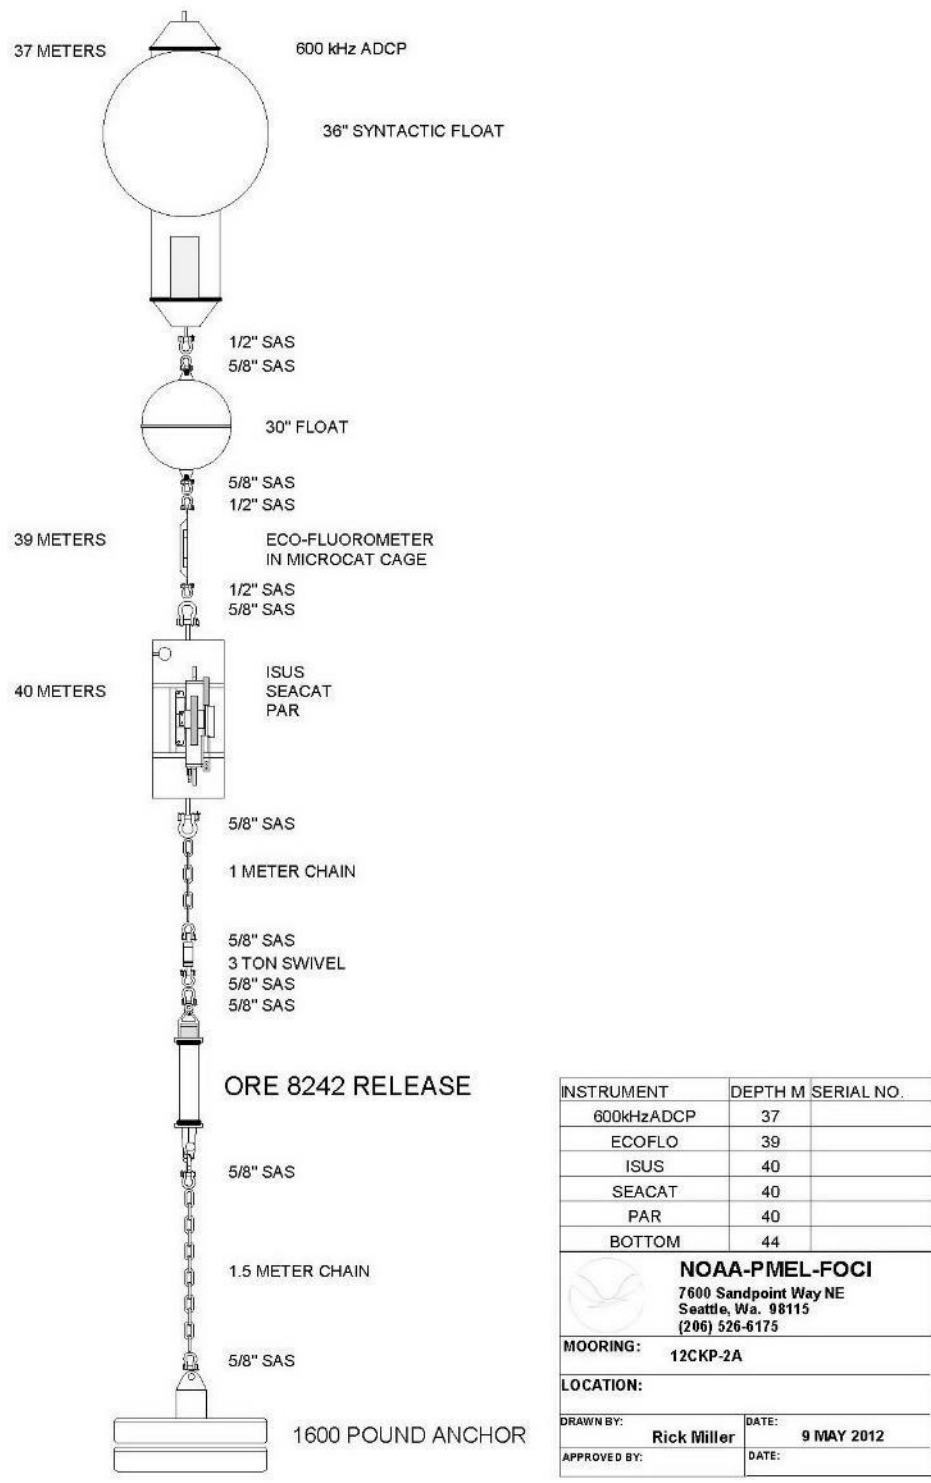 37 METERS
600 kHz ADCP
36" SYNTACTIC FLOAT
1/2" SAS
5/8" SAS
30" FLOAT
5/8" SAS
1/2" SAS
39 METERS
ECO-FLUOROMETER
IN MICROCAT CAGE
1/2" SAS
5/8" SAS
40 METERS
ISUS
SEACAT
PAR
5/8" SAS
1 METER CHAIN
5/8" SAS
3 TON SWIVEL
5/8" SAS
5/8" SAS
ORE 8242 RELEASE
5/8" SAS
1.5 METER CHAIN
5/8" SAS
1600 POUND ANCHOR
INSTRUMENT DEPTH M SERIAL NO.
600kHzADCP 37
ECOFLO 39
ISUS 40
SEACAT 40
PAR 40
BOTTOM 44
NOAA-PMEL-FOCI
7600 Sandpoint Way NE
Seattle, Wa. 98115
(206) 526-6175
MOORING: 12CKP-2A
LOCATION:
DRAWN BY: Rick Miller DATE: 9 MAY 2012
APPROVED BY: DATE: